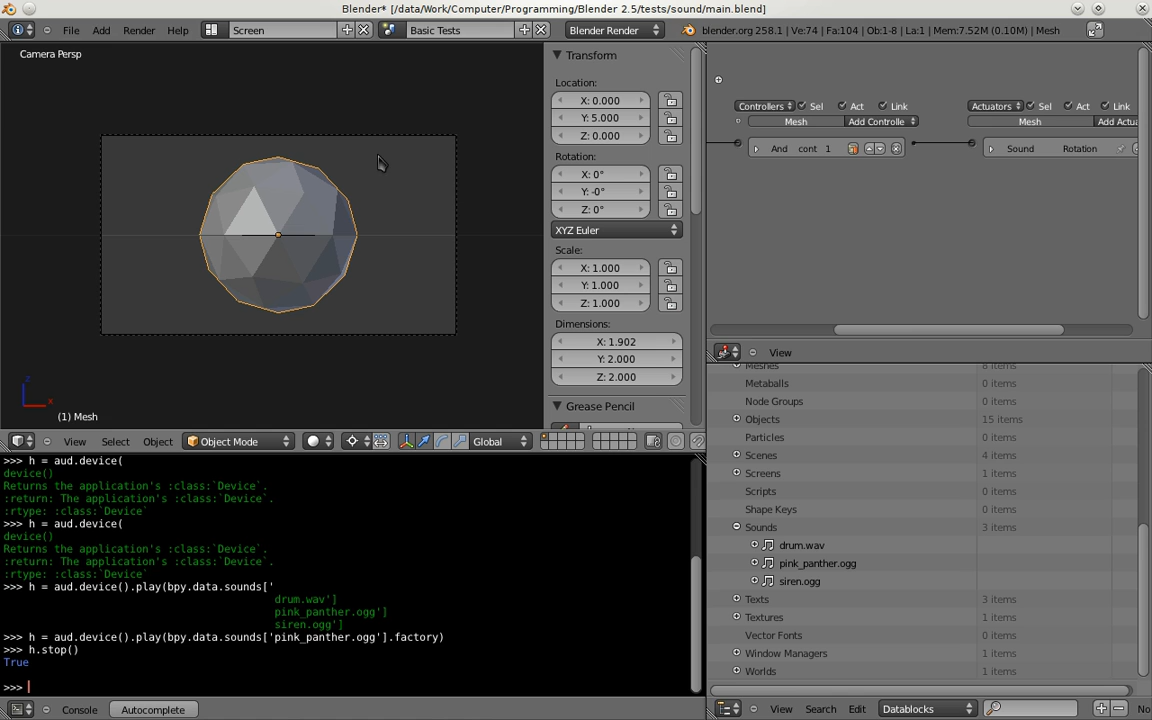 Blender* [/data/Work/Computer/Programming/Blender 2.5/tests/sound/main.blend]
File Add Render Help Screen Basic Tests Blender Render blender.org 258.1 | Ve:74 | Fa:104 | Ob:1-8 | La:1 | Mem:7.52M (0.10M) | Mesh
Camera Persp
z
x
(1) Mesh
Transform
Location:
X: 0.000
Y: 5.000
Z: 0.000
Rotation:
X: 0°
Y: -0°
Z: 0°
XYZ Euler
Scale:
X: 1.000
Y: 1.000
Z: 1.000
Dimensions:
X: 1.902
Y: 2.000
Z: 2.000
Grease Pencil
View Select Object Object Mode Global
Controllers Sel Act Link
Mesh Add Controlle
And cont 1
Actuators Sel Act Link
Mesh Add Actua
Sound Rotation
View
>>> h = aud.device(
device()
Returns the application's :class:`Device`.
:return: The application's :class:`Device`.
:rtype: :class:`Device`
>>> h = aud.device(
device()
Returns the application's :class:`Device`.
:return: The application's :class:`Device`.
:rtype: :class:`Device`
>>> h = aud.device().play(bpy.data.sounds['
drum.wav']
pink_panther.ogg']
siren.ogg']
>>> h = aud.device().play(bpy.data.sounds['pink_panther.ogg'].factory)
>>> h.stop()
True
>>>
Console Autocomplete
Meshes 8 items
Metaballs 0 items
Node Groups 0 items
Objects 15 items
Particles 0 items
Scenes 4 items
Screens 1 items
Scripts 0 items
Shape Keys 0 items
Sounds 3 items
drum.wav
pink_panther.ogg
siren.ogg
Texts 3 items
Textures 1 items
Vector Fonts 0 items
Window Managers 1 items
Worlds 1 items
View Search Edit Datablocks No